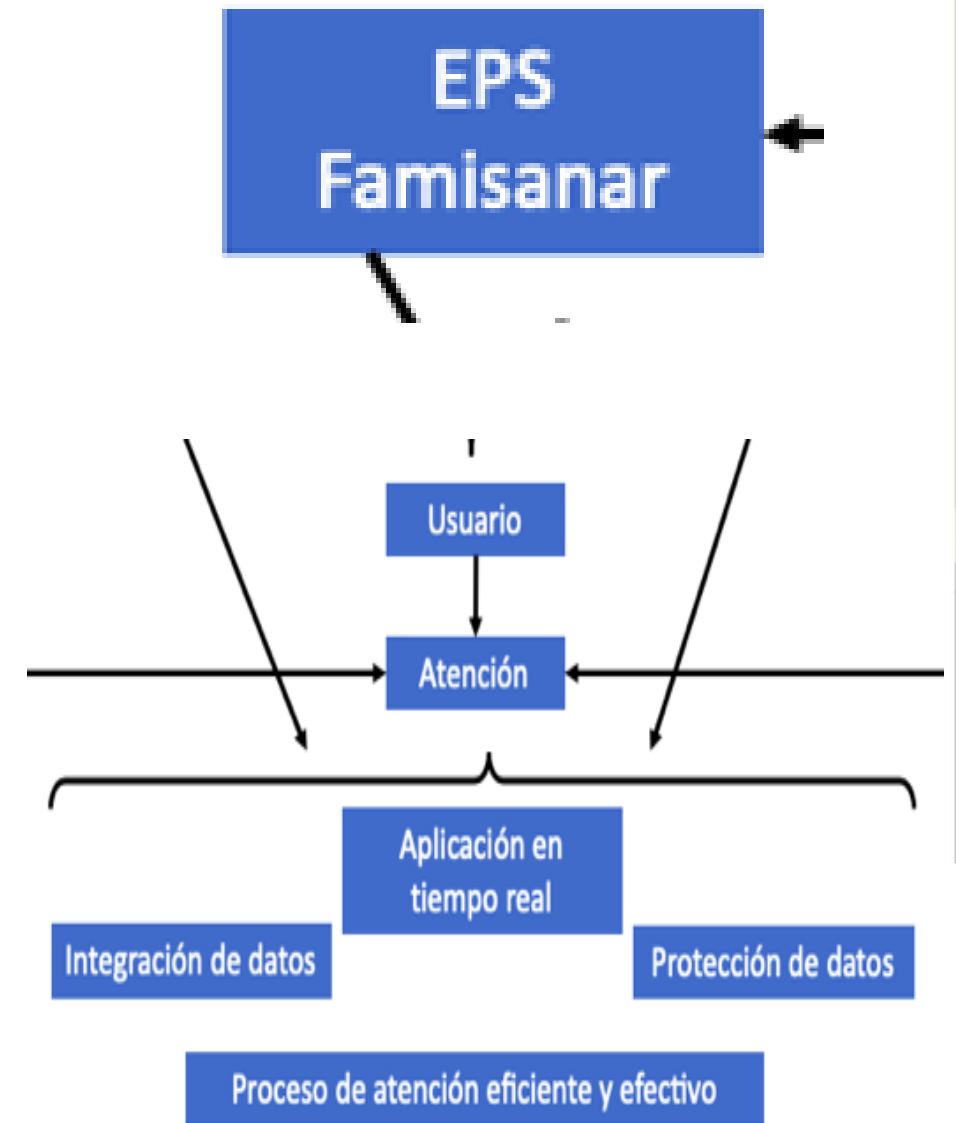 EPS
Famisanar
Usuario
Atención
Aplicación en
tiempo real
Integración de datos
Protección de datos
Proceso de atención eficiente y efectivo